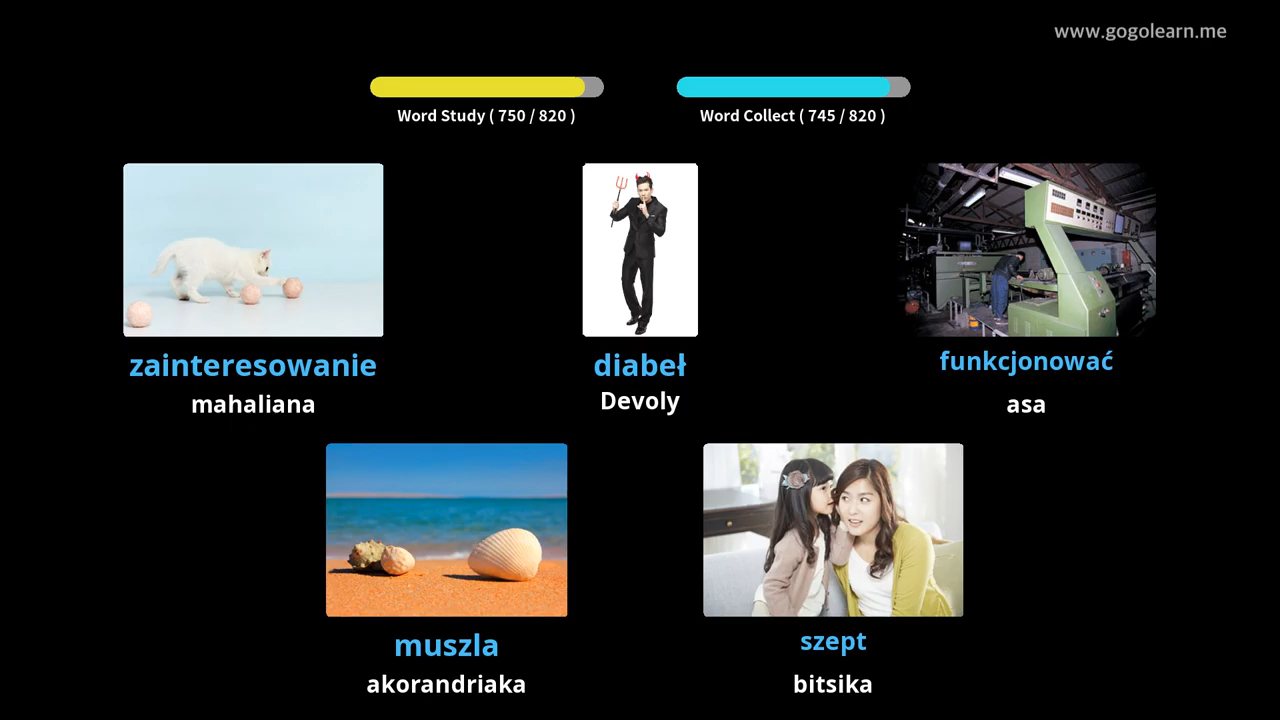 www.gogolearn.me
Word Study ( 750 / 820 )
Word Collect ( 745 / 820 )
zainteresowanie
mahaliana
diabeł
Devoly
funkcjonować
asa
muszla
akorandriaka
szept
bitsika